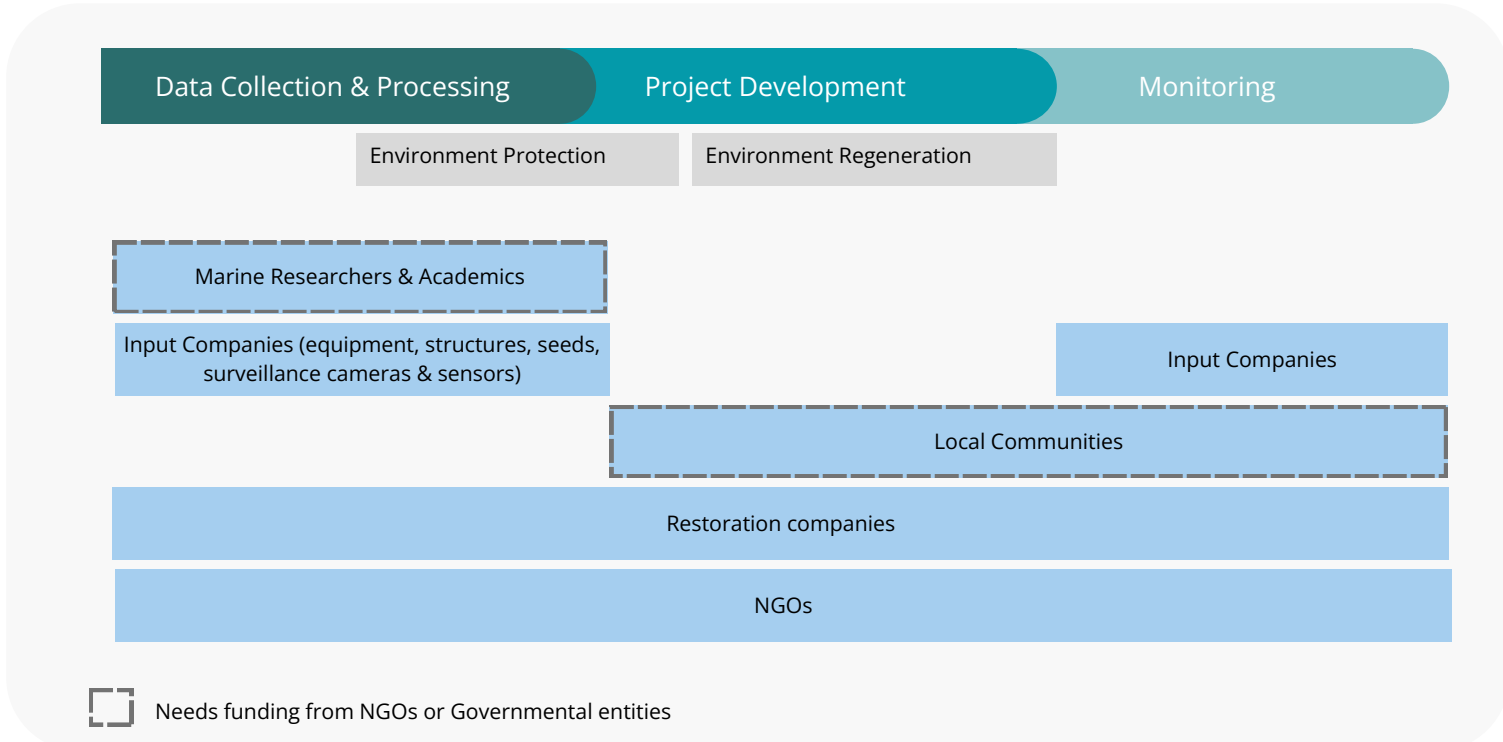 Data Collection & Processing
Project Development
Monitoring
Environment Protection
Environment Regeneration
Marine Researchers & Academics
Input Companies (equipment, structures, seeds,
surveillance cameras & sensors)
Input Companies
Local Communities
Restoration companies
NGOs
Needs funding from NGOs or Governmental entities